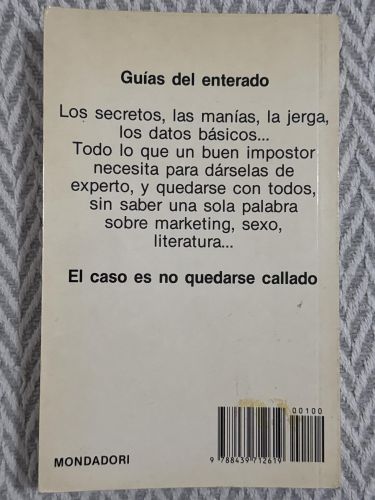 Guías del enterado
Los secretos, las manías, la jerga,
los datos básicos...
Todo lo que un buen impostor
necesita para dárselas de
experto, y quedarse con todos,
sin saber una sola palabra
sobre marketing, sexo,
literatura...
El caso es no quedarse callado
00100
9 788439 712619
MONDADORI